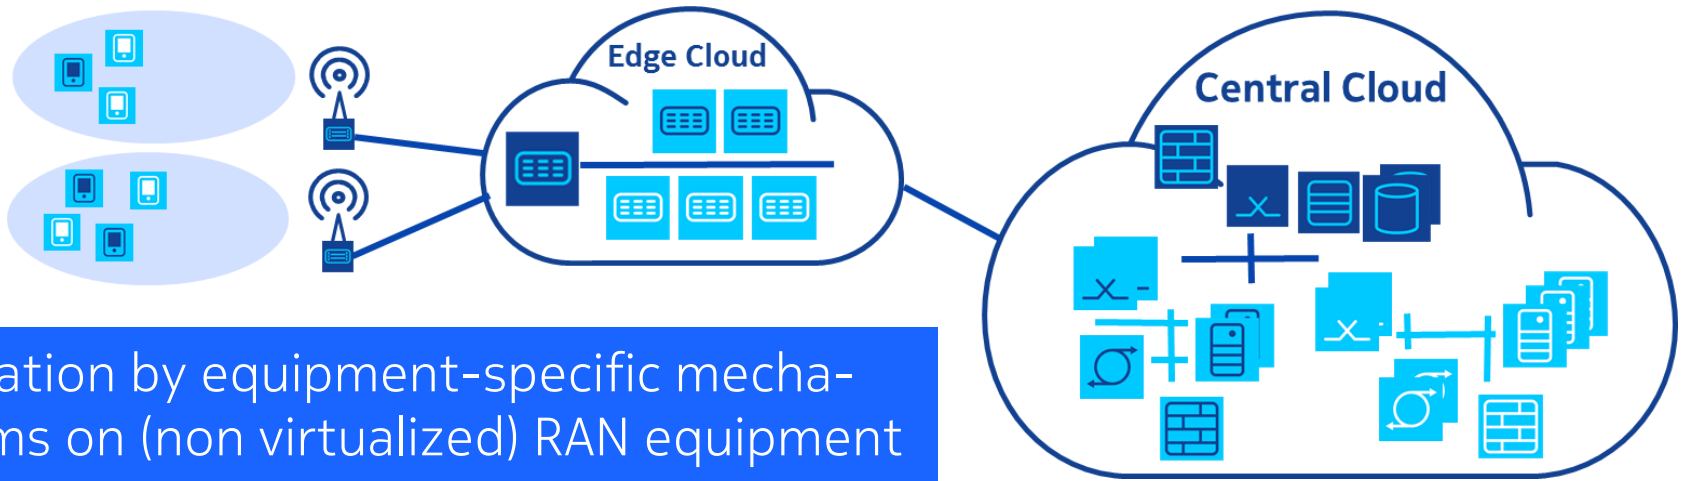 Edge Cloud
Central Cloud
ation by equipment-specific mecha-
ms on (non virtualized) RAN equipment